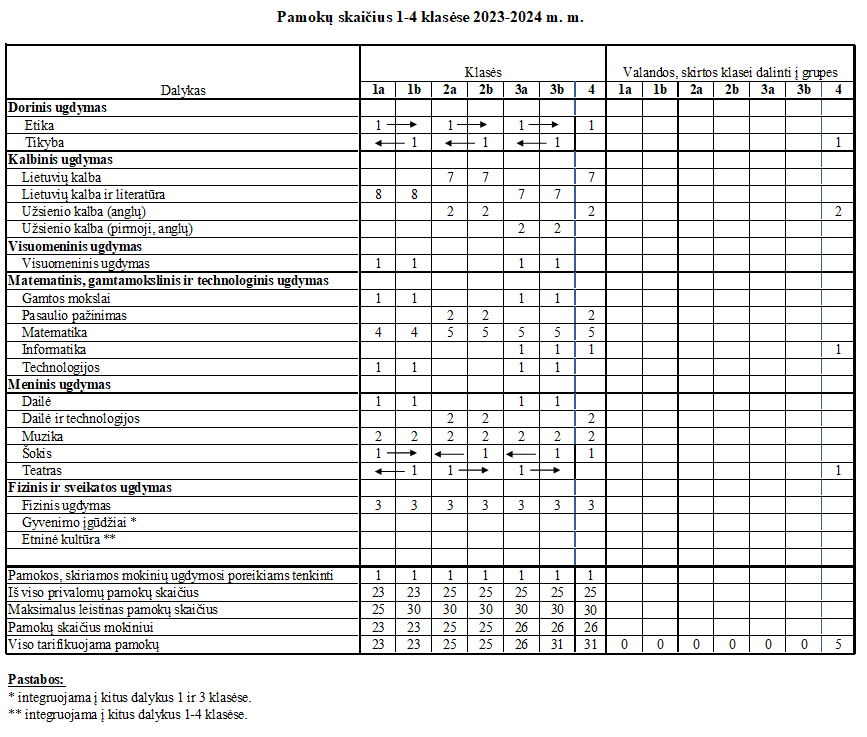 Pamokų skaičius 1-4 klasėse 2023-2024 m. m.
Dalykas Klasės Valandos, skirtos klasei dalinti į grupes
1a 1b 2a 2b 3a 3b 4 1a 1b 2a 2b 3a 3b 4
Dorinis ugdymas
Etika 1 → 1 → 1 → 1
Tikyba ← 1 ← 1 ← 1 1
Kalbinis ugdymas
Lietuvių kalba 7 7 7
Lietuvių kalba ir literatūra 8 8 7 7
Užsienio kalba (anglų) 2 2 2 2
Užsienio kalba (pirmoji, anglų) 2 2
Visuomeninis ugdymas
Visuomeninis ugdymas 1 1 1 1
Matematinis, gamtamokslinis ir technologinis ugdymas
Gamtos mokslai 1 1 1 1
Pasaulio pažinimas 2 2 2
Matematika 4 4 5 5 5 5 5
Informatika 1 1 1 1
Technologijos 1 1 1 1
Meninis ugdymas
Dailė 1 1 1 1
Dailė ir technologijos 2 2 2
Muzika 2 2 2 2 2 2 2
Šokis 1 → ← 1 ← 1 1
Teatras ← 1 1 → 1 → 1
Fizinis ir sveikatos ugdymas
Fizinis ugdymas 3 3 3 3 3 3 3
Gyvenimo įgūdžiai *
Etninė kultūra **
Pamokos, skiriamos mokinių ugdymosi poreikiams tenkinti 1 1 1 1 1 1 1
Iš viso privalomų pamokų skaičius 23 23 25 25 25 25 25
Maksimalus leistinas pamokų skaičius 25 30 30 30 30 30 30
Pamokų skaičius mokiniui 23 23 25 25 26 26 26
Viso tarifikuojama pamokų 23 23 25 25 26 31 31 0 0 0 0 0 0 5
Pastabos:
* integruojama į kitus dalykus 1 ir 3 klasėse.
** integruojama į kitus dalykus 1-4 klasėse.